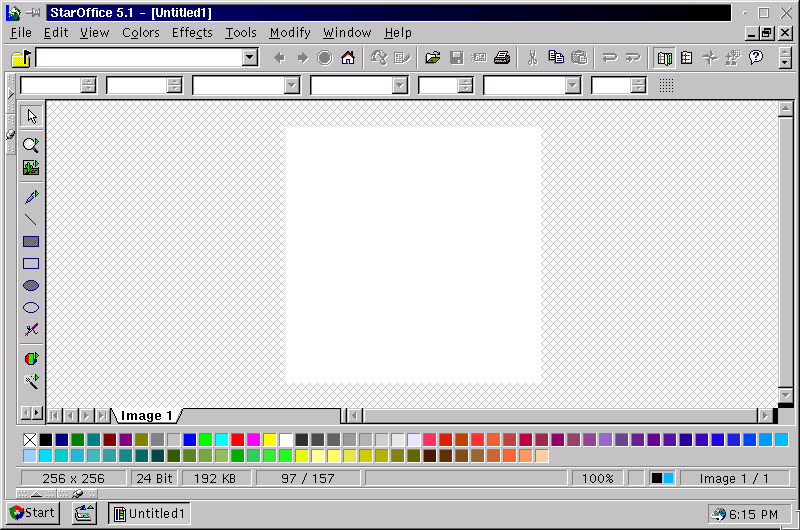 StarOffice 5.1 - [Untitled1]
File Edit View Colors Effects Tools Modify Window Help
Image 1
256 x 256 24 Bit 192 KB 97 / 157 100% Image 1 / 1
Start Untitled1 6:15 PM